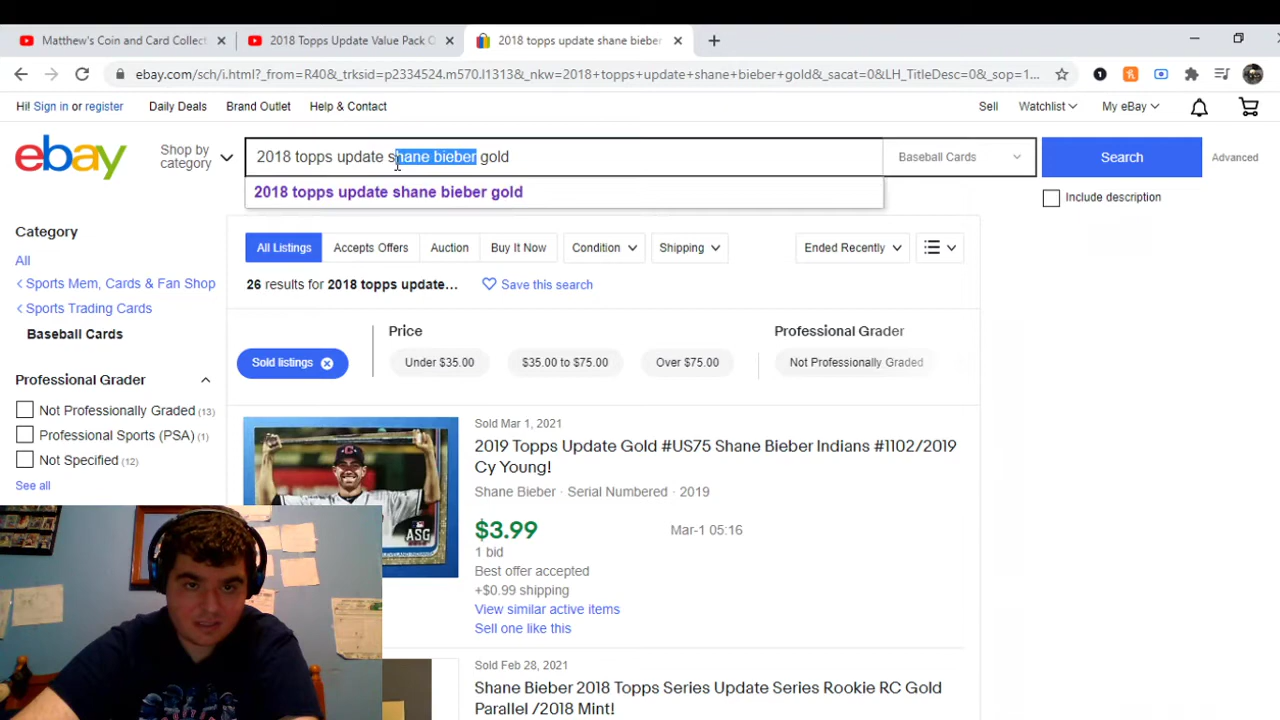 Matthew's Coin and Card Collect
2018 Topps Update Value Pack O
2018 topps update shane bieber
ebay.com/sch/i.html?_from=R40&_trksid=p2334524.m570.l1313&_nkw=2018+topps+update+shane+bieber+gold&_sacat=0&LH_TitleDesc=0&_sop=1...
Hi! Sign in or register
Daily Deals
Brand Outlet
Help & Contact
Sell
Watchlist
My eBay
ebay
Shop by
category
2018 topps update shane bieber gold
Baseball Cards
Search
Advanced
2018 topps update shane bieber gold
Include description
Category
All
Sports Mem, Cards & Fan Shop
Sports Trading Cards
Baseball Cards
Professional Grader
Not Professionally Graded (13)
Professional Sports (PSA) (1)
Not Specified (12)
See all
All Listings
Accepts Offers
Auction
Buy It Now
Condition
Shipping
Ended Recently
26 results for 2018 topps update...
Save this search
Price
Professional Grader
Sold listings
Under $35.00
$35.00 to $75.00
Over $75.00
Not Professionally Graded
Sold Mar 1, 2021
2019 Topps Update Gold #US75 Shane Bieber Indians #1102/2019
Cy Young!
Shane Bieber · Serial Numbered · 2019
$3.99
Mar-1 05:16
1 bid
Best offer accepted
+$0.99 shipping
View similar active items
Sell one like this
ASG
Sold Feb 28, 2021
Shane Bieber 2018 Topps Series Update Series Rookie RC Gold
Parallel /2018 Mint!